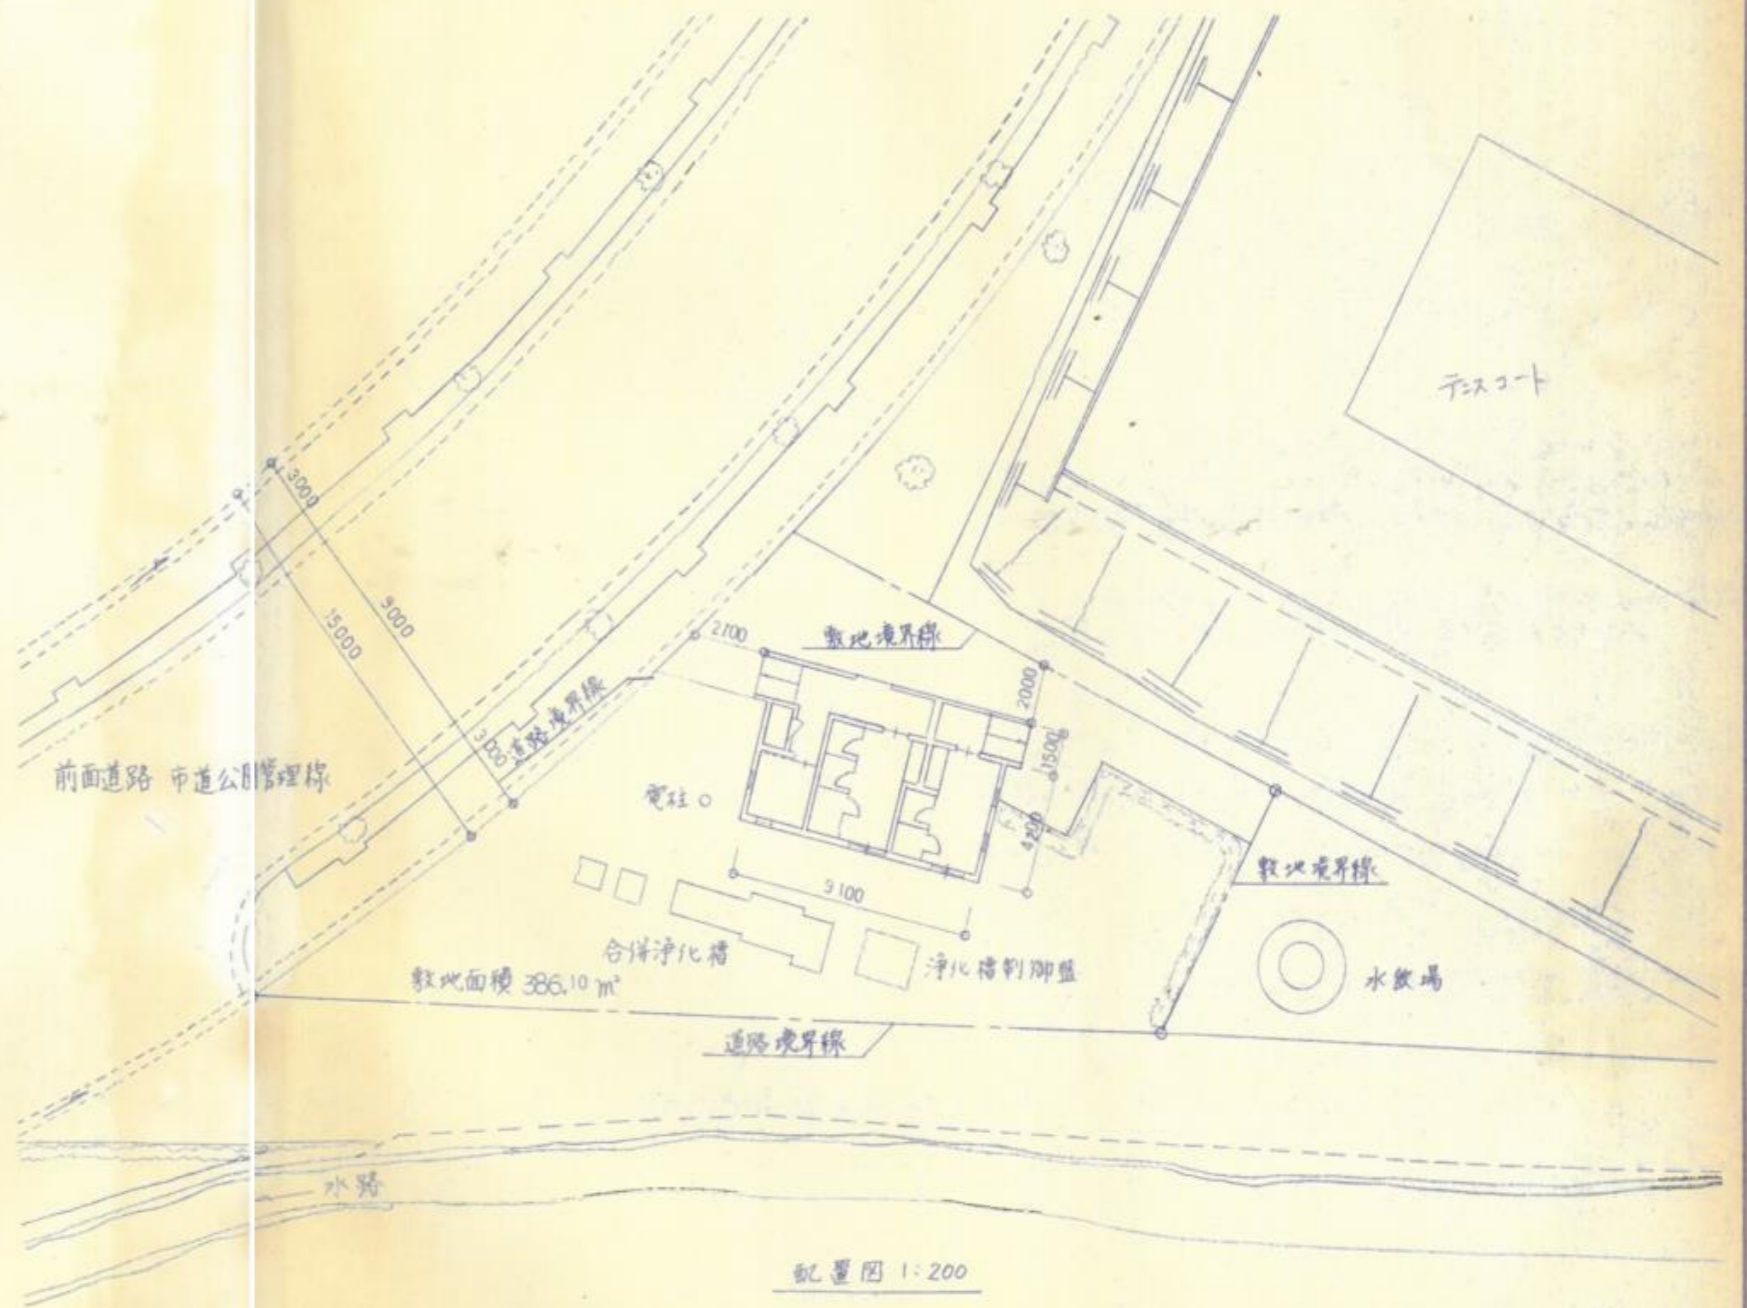 テニスコート
3000
9000
15000
3000
道路境界線
2700
敷地境界線
2000
1500
4200
前面道路 市道公園管理線
電柱
9100
敷地境界線
合併浄化槽
浄化槽制御盤
敷地面積 386.10 m²
水飲場
道路境界線
水路
配置図 1:200